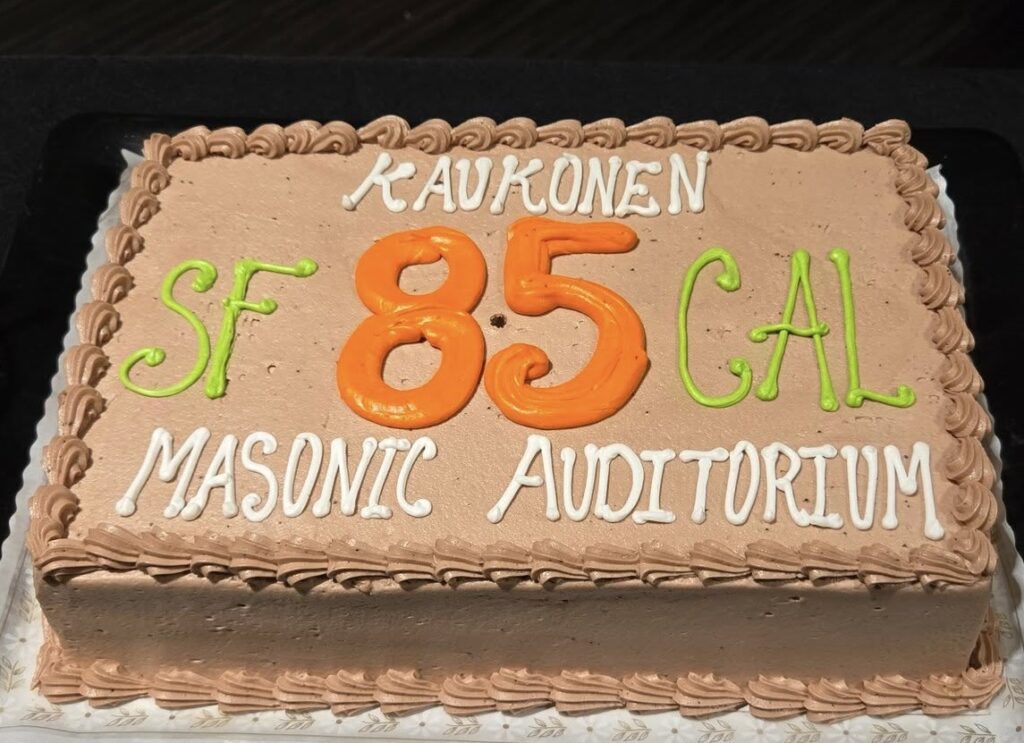 KAUKONEN
SF 85 CAL
MASONIC AUDITORIUM